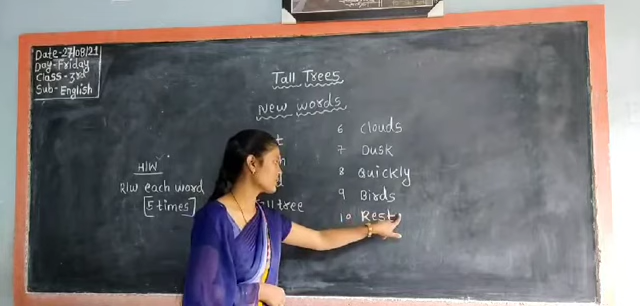 Date-27/08/21
Day-Friday
Class-3rd
Sub-English
Tall Trees
New words
H/W
R/W each word
[5 times]
tree
6 Clouds
7 Dusk
8 Quickly
9 Birds
10 Rest